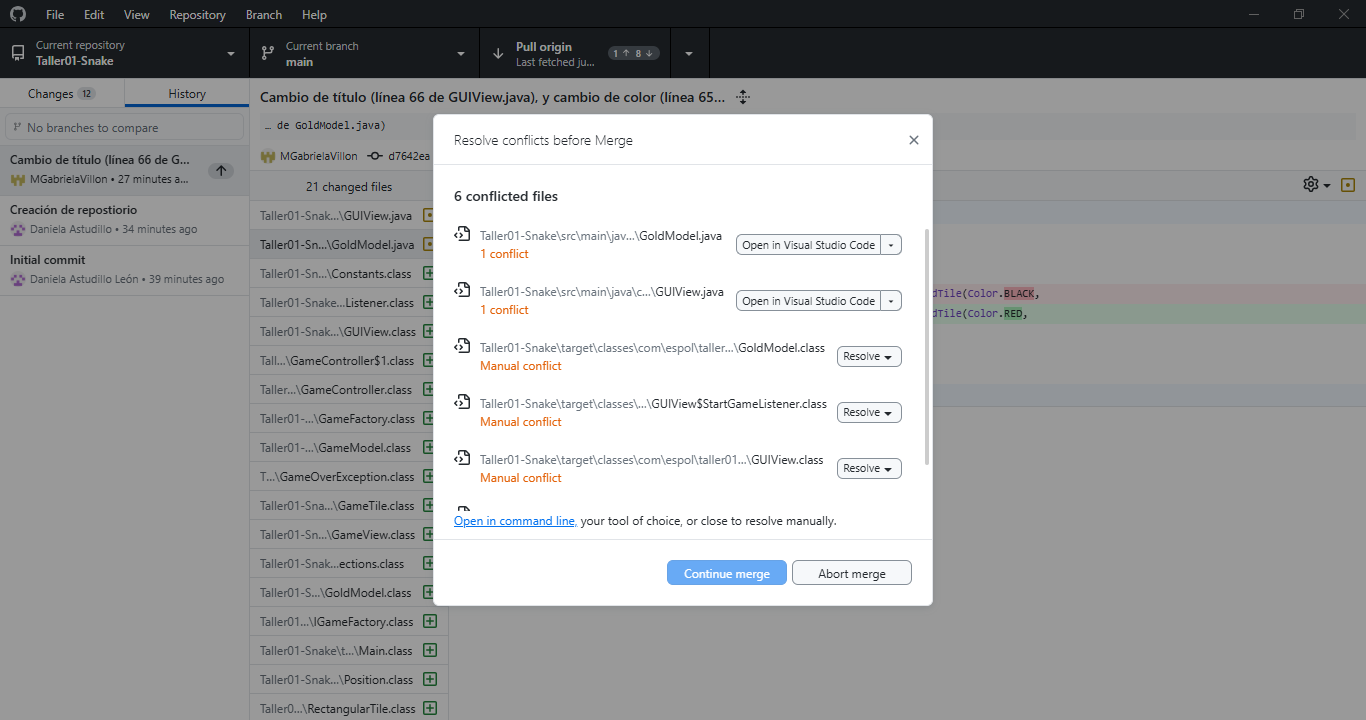 File Edit View Repository Branch Help
Current repository
Taller01-Snake
Current branch
main
Pull origin
Last fetched ju...
1 ↑ 8 ↓
Changes 12
History
No branches to compare
Cambio de título (línea 66 de G...
MGabrielaVillon • 27 minutes a...
Creación de repostiorio
Daniela Astudillo • 34 minutes ago
Initial commit
Daniela Astudillo León • 39 minutes ago
Cambio de título (línea 66 de GUIView.java), y cambio de color (línea 65...
… de GoldModel.java)
MGabrielaVillon d7642ea
21 changed files
Taller01-Snak...\GUIView.java
Taller01-Sn...\GoldModel.java
Taller01-Sn...\Constants.class
Taller01-Snake...Listener.class
Taller01-Snak...\GUIView.class
Tall...\GameController$1.class
Taller...\GameController.class
Taller01-...\GameFactory.class
Taller01-...\GameModel.class
T...\GameOverException.class
Taller01-Sna...\GameTile.class
Taller01-Sn...\GameView.class
Taller01-Snak...ections.class
Taller01-S...\GoldModel.class
Taller01...\IGameFactory.class
Taller01-Snake\t...\Main.class
Taller01-Snak...\Position.class
Taller0...\RectangularTile.class
dTile(Color.BLACK,
dTile(Color.RED,
Resolve conflicts before Merge
6 conflicted files
Taller01-Snake\src\main\jav...\GoldModel.java
1 conflict
Open in Visual Studio Code
Taller01-Snake\src\main\java\c...\GUIView.java
1 conflict
Open in Visual Studio Code
Taller01-Snake\target\classes\com\espol\taller...\GoldModel.class
Manual conflict
Resolve
Taller01-Snake\target\classes\...\GUIView$StartGameListener.class
Manual conflict
Resolve
Taller01-Snake\target\classes\com\espol\taller01...\GUIView.class
Manual conflict
Resolve
Open in command line, your tool of choice, or close to resolve manually.
Continue merge
Abort merge